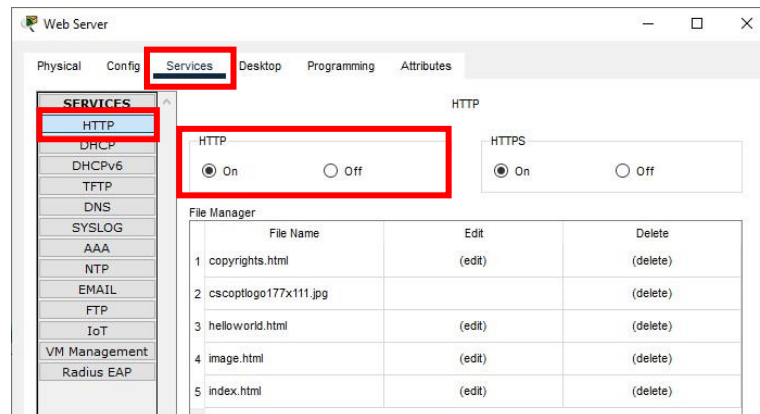 Web Server
Physical Config Services Desktop Programming Attributes
SERVICES
HTTP
DHCP
DHCPv6
TFTP
DNS
SYSLOG
AAA
NTP
EMAIL
FTP
IoT
VM Management
Radius EAP
HTTP
HTTP
On Off
HTTPS
On Off
File Manager
File Name Edit Delete
1 copyrights.html (edit) (delete)
2 cscoptlogo177x111.jpg (delete)
3 helloworld.html (edit) (delete)
4 image.html (edit) (delete)
5 index.html (edit) (delete)